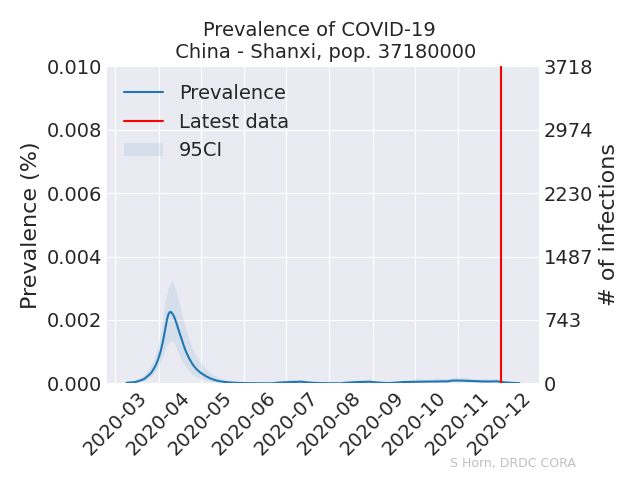 Prevalence of COVID-19
China - Shanxi, pop. 37180000
Prevalence
Latest data
95CI
Prevalence (%)
0.010
0.008
0.006
0.004
0.002
0.000
3718
2974
2230
1487
743
0
# of infections
2020-03
2020-04
2020-05
2020-06
2020-07
2020-08
2020-09
2020-10
2020-11
2020-12
S Horn, DRDC CORA